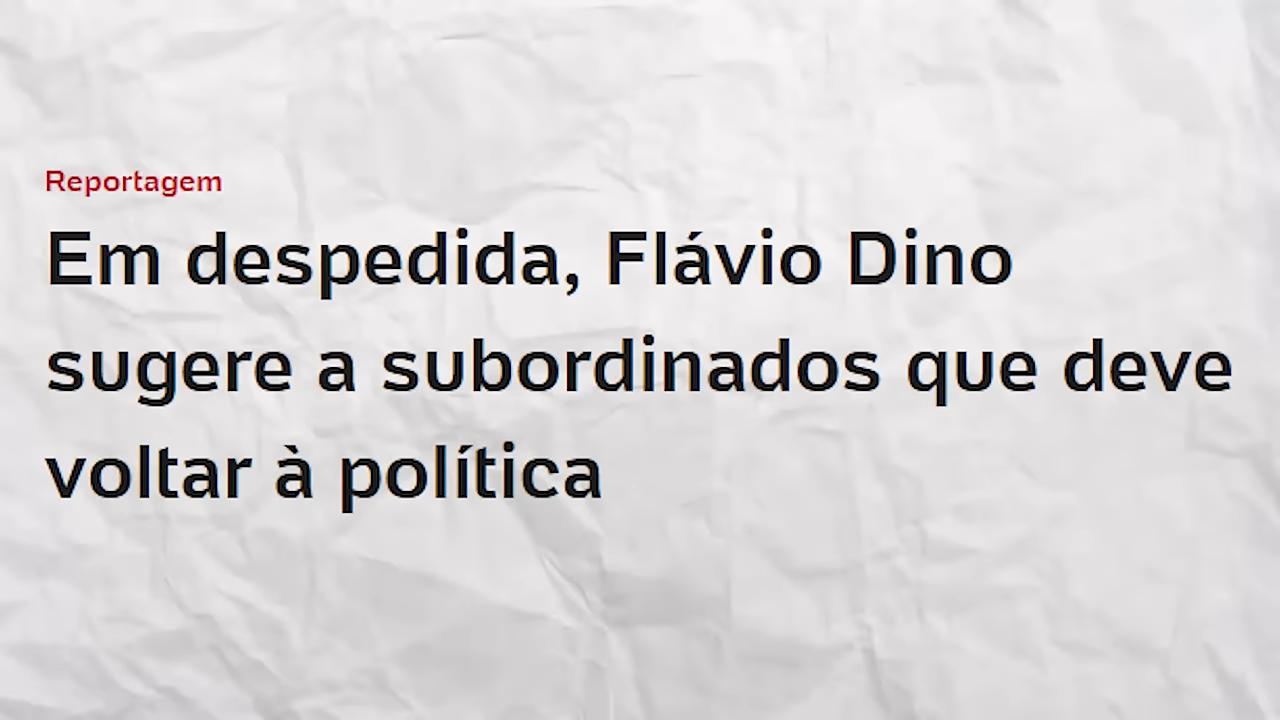 Reportagem
Em despedida, Flávio Dino
sugere a subordinados que deve
voltar à política